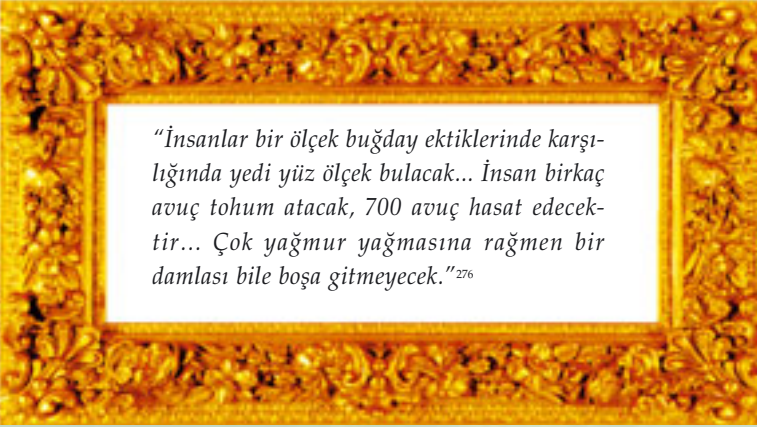 “İnsanlar bir ölçek buğday ektiklerinde karşı-
lığında yedi yüz ölçek bulacak... İnsan birkaç
avuç tohum atacak, 700 avuç hasat edecek-
tir... Çok yağmur yağmasına rağmen bir
damlası bile boşa gitmeyecek.”276